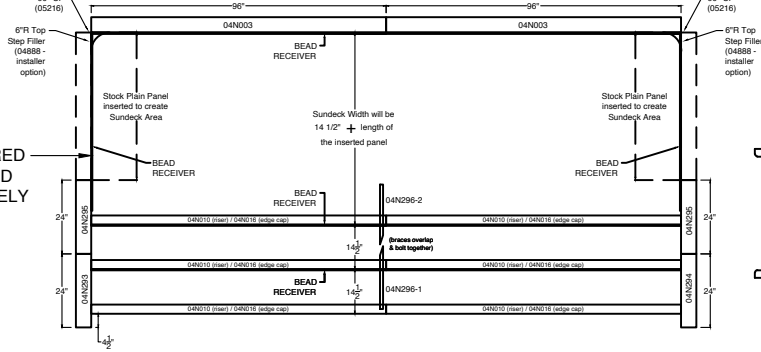 (05216)
96"
96"
(05216)
04N003
04N003
6"R Top
Step Filler
(04888 -
installer
option)
BEAD
RECEIVER
6"R Top
Step Filler
(04888 -
installer
option)
Stock Plain Panel
inserted to create
Sundeck Area
Sundeck Width will be
14 1/2" + length of
the inserted panel
Stock Plain Panel
inserted to create
Sundeck Area
BEAD
RECEIVER
BEAD
RECEIVER
ELY
BEAD
RECEIVER
04N296-2
24"
04N295
04N010 (riser) / 04N016 (edge cap)
04N010 (riser) / 04N016 (edge cap)
04N295
24"
14 1/2"
(braces overlap
& bolt together)
04N010 (riser) / 04N016 (edge cap)
04N010 (riser) / 04N016 (edge cap)
24"
04N293
BEAD
RECEIVER
14 1/2"
04N296-1
04N294
24"
04N010 (riser) / 04N016 (edge cap)
04N010 (riser) / 04N016 (edge cap)
4 1/2"